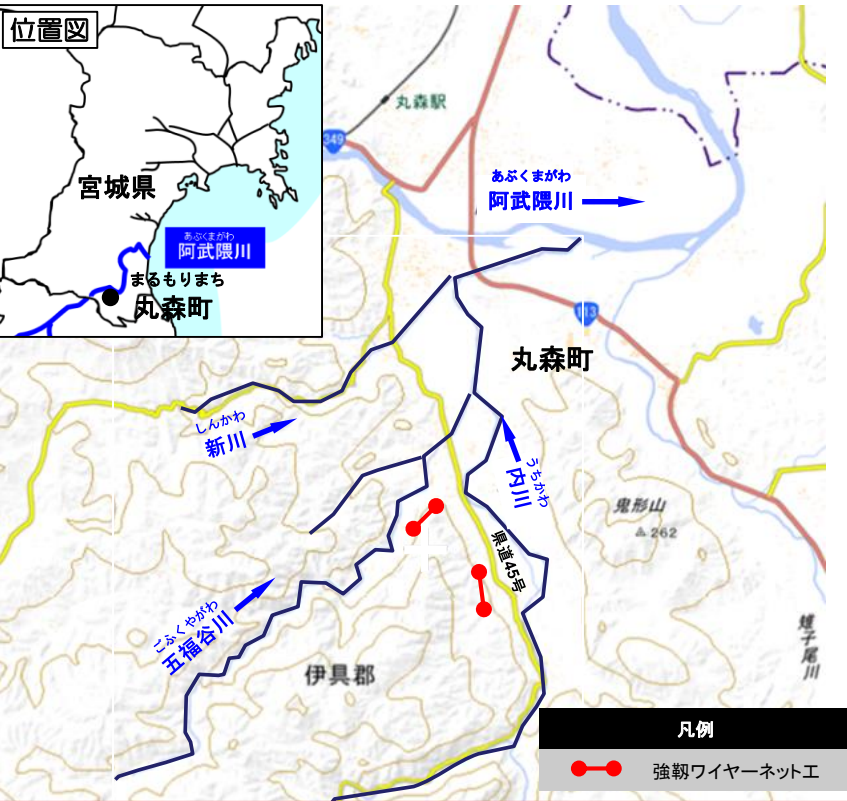 位置図
宮城県
あぶくまがわ
阿武隈川
まるもりまち
丸森町
丸森駅
349
あぶくまがわ
阿武隈川
113
丸森町
しんかわ
新川
うちかわ
内川
鬼形山
262
県道45号
ごふくやがわ
五福谷川
伊具郡
雉子尾川
凡例
強靱ワイヤーネット工